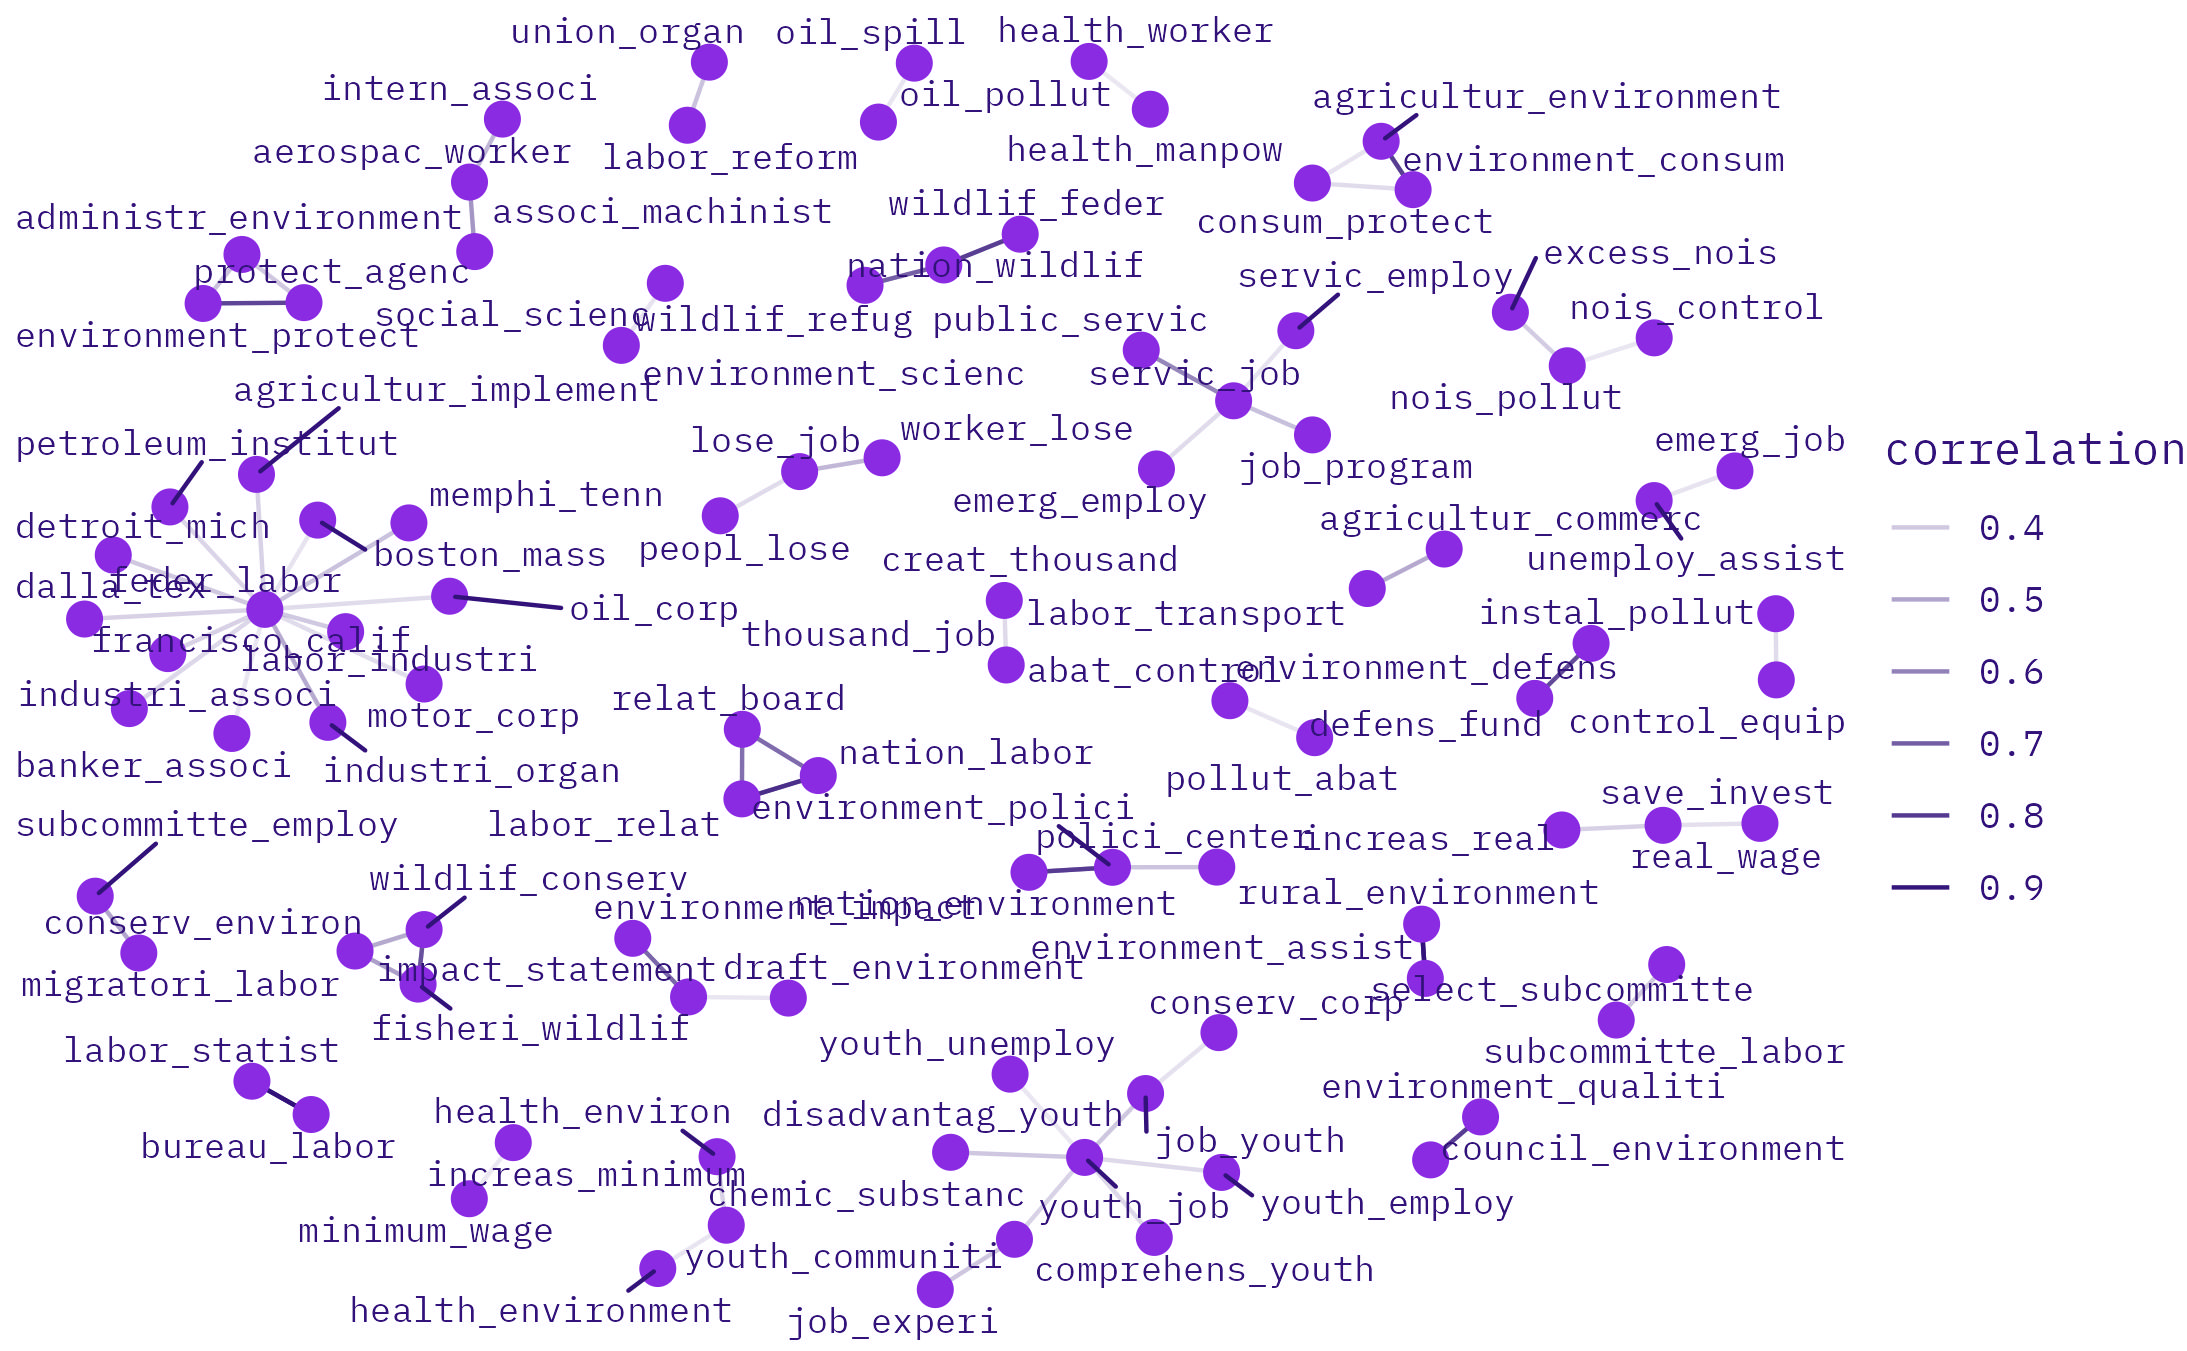 union_organ
oil_spill
health_worker
intern_associ
oil_pollut
agricultur_environment
aerospac_worker
labor_reform
health_manpow
environment_consum
administr_environment
associ_machinist
wildlif_feder
consum_protect
protect_agenc
nation_wildlif
servic_employ
excess_nois
environment_protect
social_scienc
wildlif_refug
public_servic
nois_control
agricultur_implement
environment_scienc
servic_job
nois_pollut
petroleum_institut
lose_job
worker_lose
job_program
emerg_job
correlation
detroit_mich
memphi_tenn
emerg_employ
agricultur_commerc
0.4
boston_mass
peopl_lose
creat_thousand
unemploy_assist
dalla_tex
feder_labor
oil_corp
labor_transport
instal_pollut
0.5
francisco_calif
labor_industri
thousand_job
abat_control
environment_defens
0.6
industri_associ
motor_corp
relat_board
defens_fund
control_equip
banker_associ
industri_organ
nation_labor
pollut_abat
0.7
subcommitte_employ
labor_relat
environment_polici
polici_center
increas_real
save_invest
real_wage
0.8
wildlif_conserv
environment_impact
nation_environment
rural_environment
0.9
conserv_environ
impact_statement
draft_environment
environment_assist
migratori_labor
fisheri_wildlif
conserv_corp
select_subcommitte
labor_statist
youth_unemploy
subcommitte_labor
bureau_labor
health_environ
disadvantag_youth
job_youth
environment_qualiti
increas_minimum
chemic_substanc
youth_job
youth_employ
council_environment
minimum_wage
youth_communiti
comprehens_youth
health_environment
job_experi